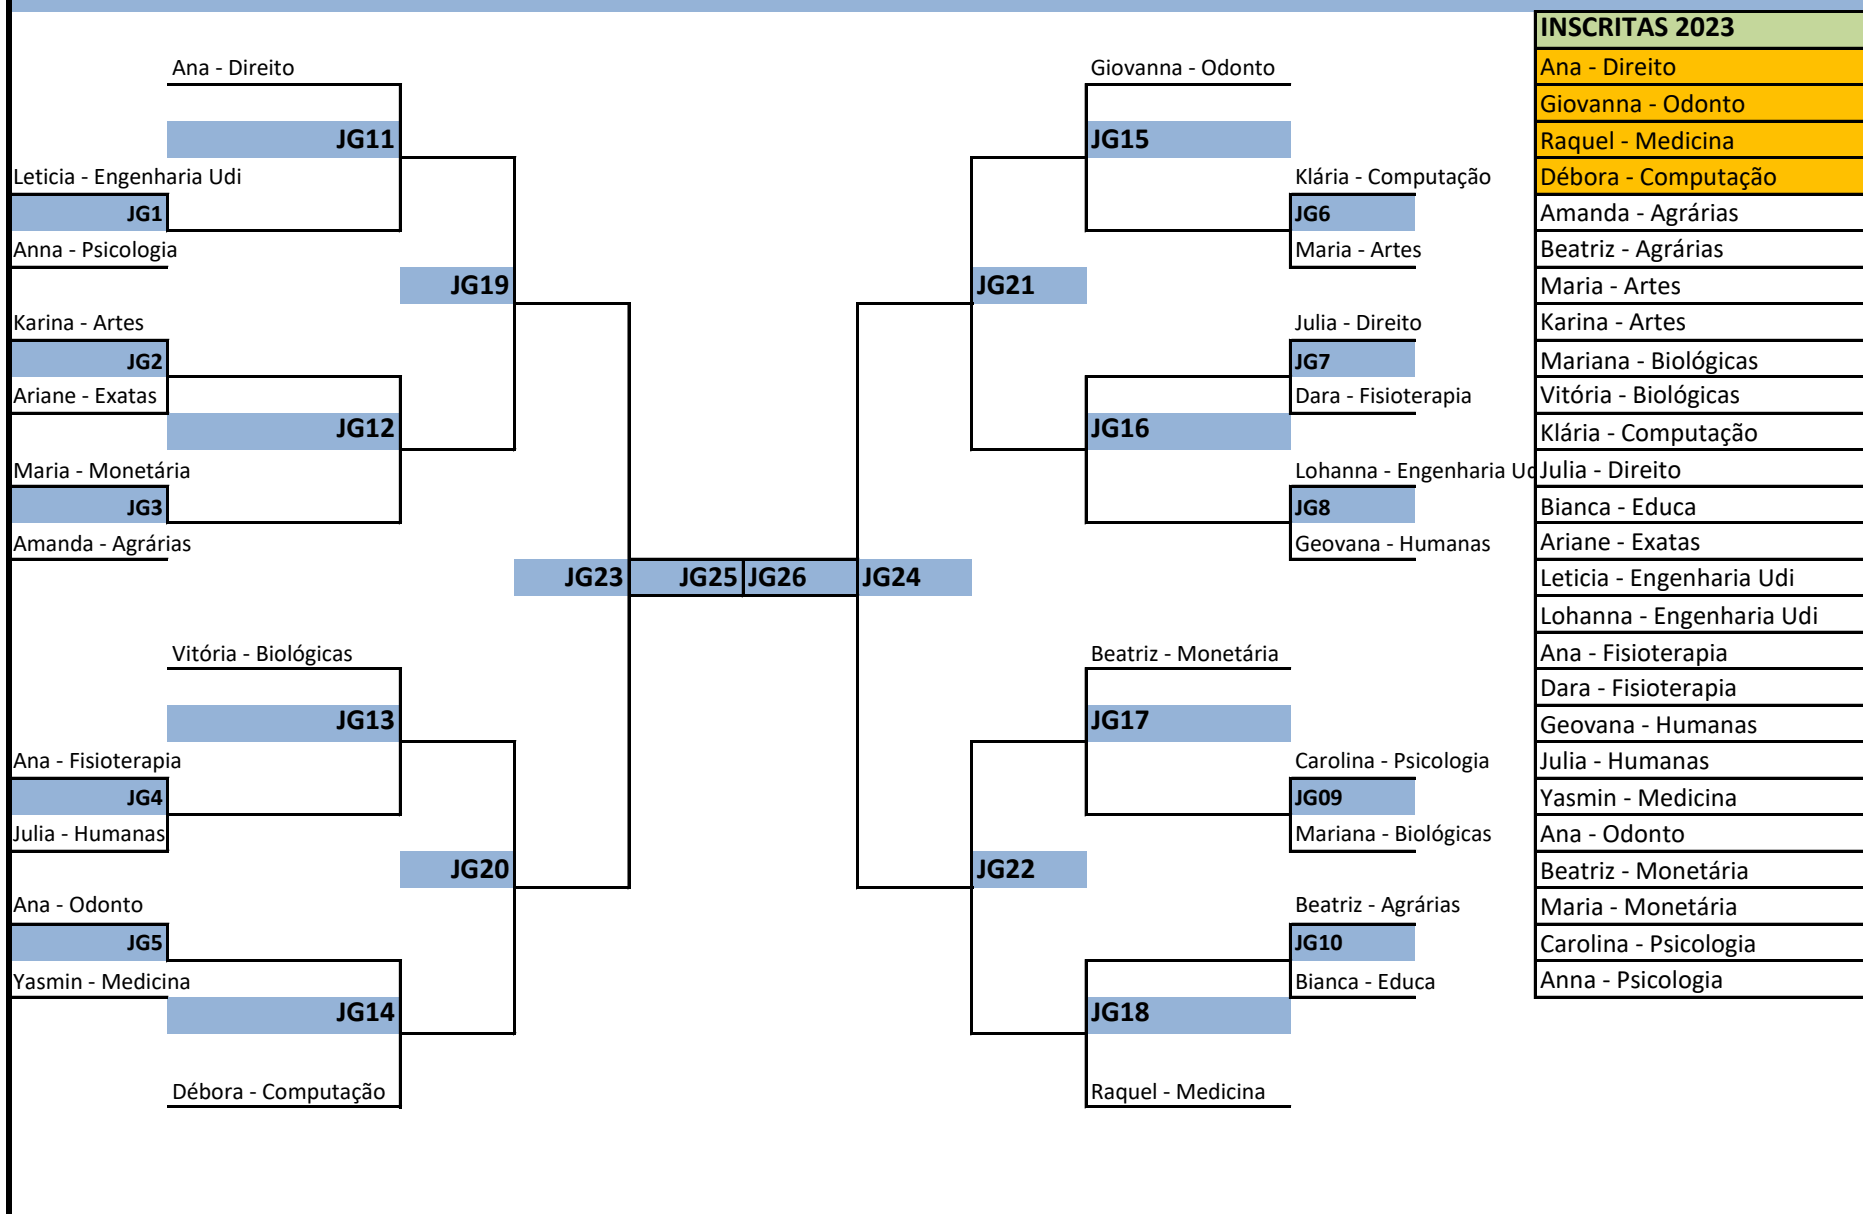 INSCRITAS 2023
Ana - Direito
Giovanna - Odonto
Ana - Direito
Giovanna - Odonto
JG11
JG15
Raquel - Medicina
Leticia - Engenharia Udi
Klária - Computação
Débora - Computação
JG1
JG6
Amanda - Agrárias
Anna - Psicologia
Maria - Artes
Beatriz - Agrárias
JG19
JG21
Maria - Artes
Karina - Artes
Julia - Direito
Karina - Artes
JG2
JG7
Mariana - Biológicas
Ariane - Exatas
Dara - Fisioterapia
Vitória - Biológicas
JG12
JG16
Klária - Computação
Maria - Monetária
Lohanna - Engenharia
Julia - Direito
JG3
JG8
Bianca - Educa
Amanda - Agrárias
Geovana - Humanas
Ariane - Exatas
JG23
JG25
JG26
JG24
Leticia - Engenharia Udi
Lohanna - Engenharia Udi
Vitória - Biológicas
Beatriz - Monetária
Ana - Fisioterapia
Dara - Fisioterapia
JG13
JG17
Geovana - Humanas
Ana - Fisioterapia
Carolina - Psicologia
Julia - Humanas
JG4
JG09
Yasmin - Medicina
Julia - Humanas
Mariana - Biológicas
Ana - Odonto
JG20
JG22
Beatriz - Monetária
Ana - Odonto
Beatriz - Agrárias
Maria - Monetária
JG5
JG10
Carolina - Psicologia
Yasmin - Medicina
Bianca - Educa
Anna - Psicologia
JG14
JG18
Débora - Computação
Raquel - Medicina